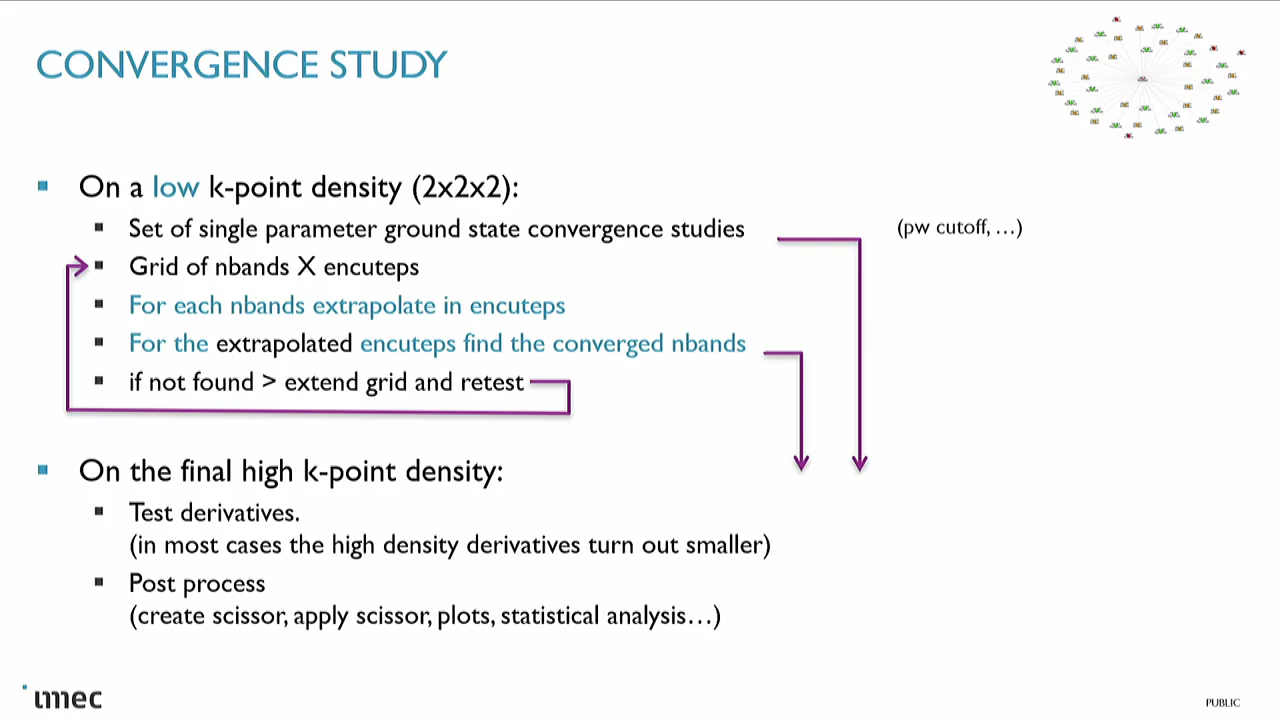 CONVERGENCE STUDY
On a low k-point density (2x2x2):
Set of single parameter ground state convergence studies
(pw cutoff, …)
Grid of nbands X encuteps
For each nbands extrapolate in encuteps
For the extrapolated encuteps find the converged nbands
if not found > extend grid and retest
On the final high k-point density:
Test derivatives.
(in most cases the high density derivatives turn out smaller)
Post process
(create scissor, apply scissor, plots, statistical analysis…)
imec
PUBLIC